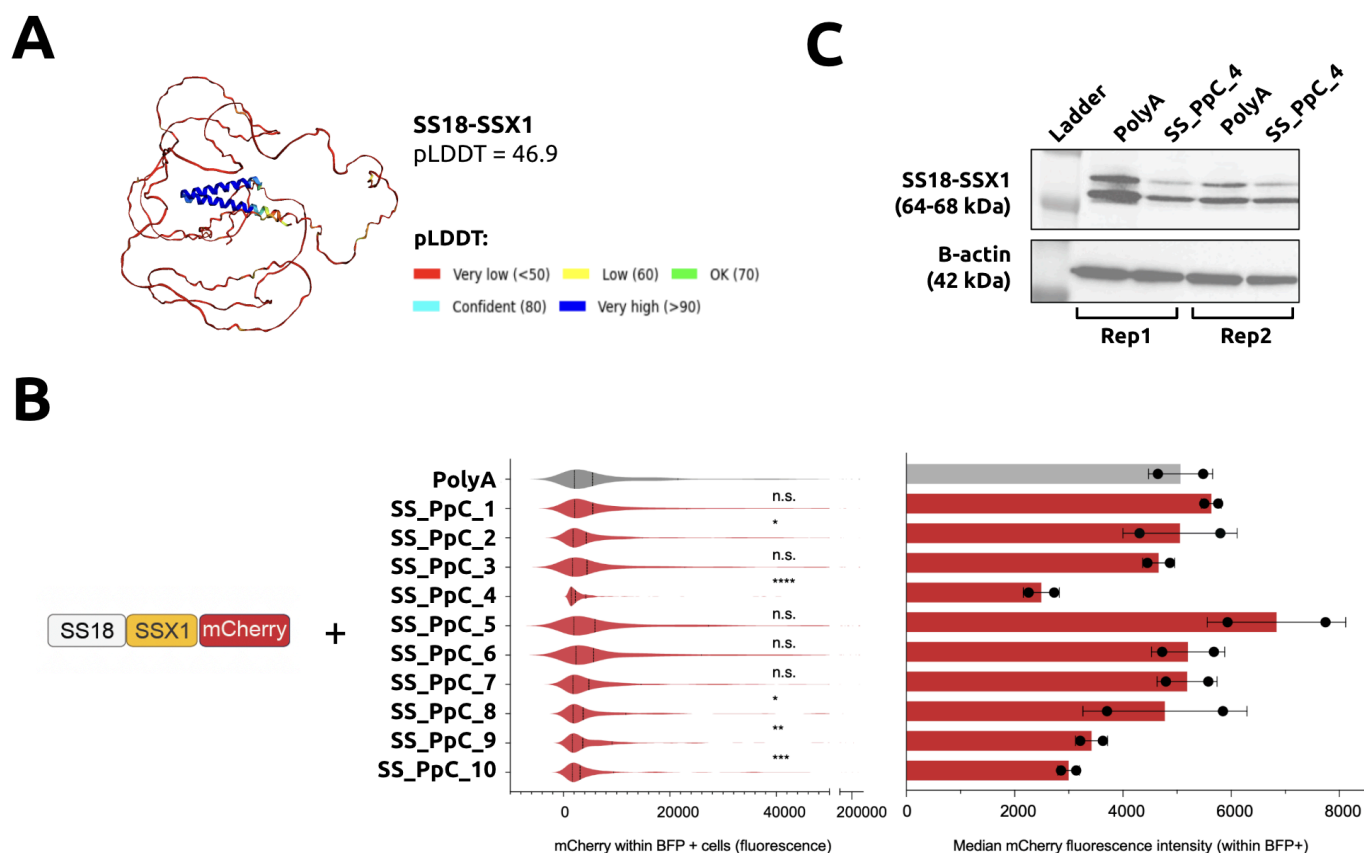 A
SS18-SSX1
pLDDT = 46.9
pLDDT:
Very low (<50) Low (60) OK (70)
Confident (80) Very high (>90)
C
Ladder PolyA SS_PpC_4 PolyA SS_PpC_4
SS18-SSX1
(64-68 kDa)
B-actin
(42 kDa)
Rep1 Rep2
B
SS18 SSX1 mCherry +
PolyA
SS_PpC_1 n.s.
SS_PpC_2 *
SS_PpC_3 n.s.
SS_PpC_4 ****
SS_PpC_5 n.s.
SS_PpC_6 n.s.
SS_PpC_7 n.s.
SS_PpC_8 *
SS_PpC_9 **
SS_PpC_10 ***
0 20000 40000 200000
mCherry within BFP + cells (fluorescence)
0 2000 4000 6000 8000
Median mCherry fluorescence intensity (within BFP+)